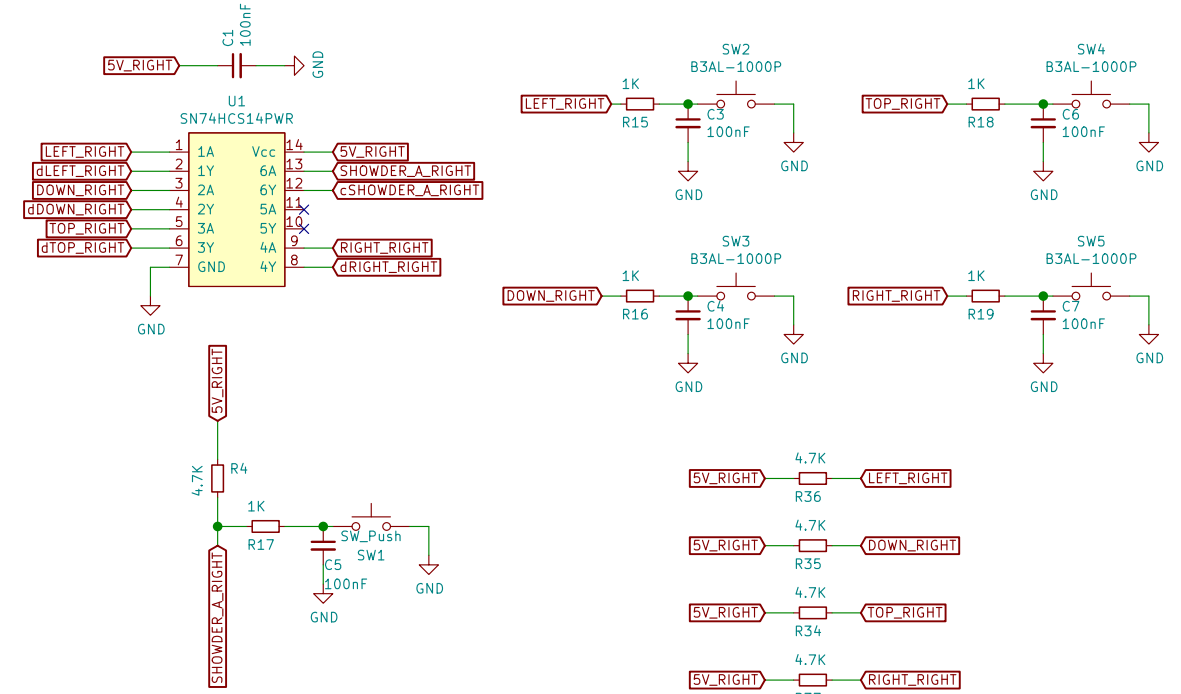 C1
100nF
5V_RIGHT
GND
U1
SN74HCS14PWR
LEFT_RIGHT 1 1A Vcc 14 5V_RIGHT
dLEFT_RIGHT 2 1Y 6A 13 SHOWDER_A_RIGHT
DOWN_RIGHT 3 2A 6Y 12 cSHOWDER_A_RIGHT
dDOWN_RIGHT 4 2Y 5A 11
TOP_RIGHT 5 3A 5Y 10
dTOP_RIGHT 6 3Y 4A 9 RIGHT_RIGHT
7 GND 4Y 8 dRIGHT_RIGHT
GND
SW2
B3AL-1000P
1K
LEFT_RIGHT
R15
C3
100nF
GND
GND
SW4
B3AL-1000P
1K
TOP_RIGHT
R18
C6
100nF
GND
GND
SW3
B3AL-1000P
1K
DOWN_RIGHT
R16
C4
100nF
GND
GND
SW5
B3AL-1000P
1K
RIGHT_RIGHT
R19
C7
100nF
GND
GND
5V_RIGHT
4.7K
R4
1K
R17
SW_Push
SW1
C5
100nF
GND
GND
SHOWDER_A_RIGHT
4.7K
5V_RIGHT LEFT_RIGHT
R36
4.7K
5V_RIGHT DOWN_RIGHT
R35
4.7K
5V_RIGHT TOP_RIGHT
R34
4.7K
5V_RIGHT RIGHT_RIGHT